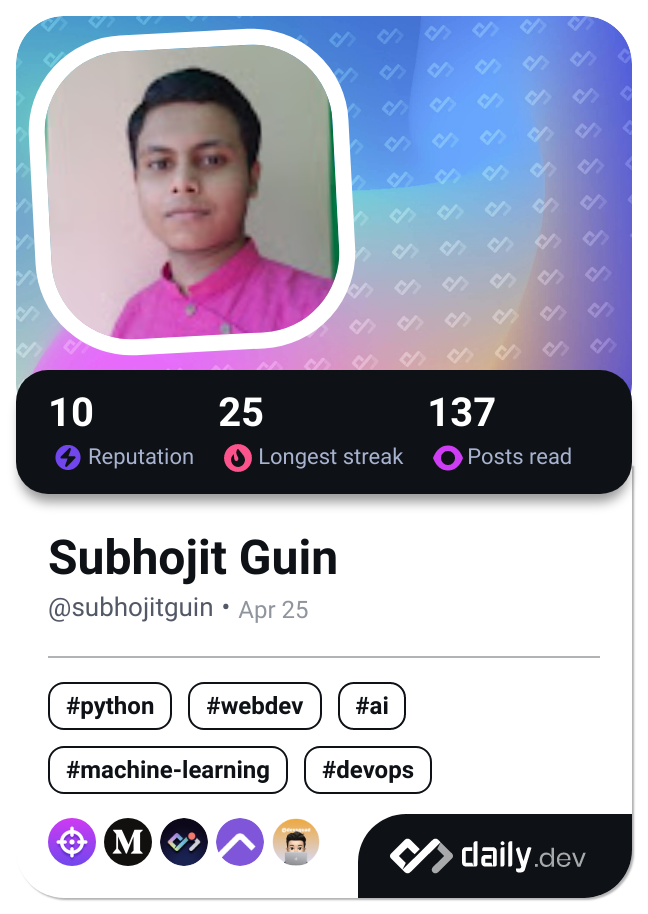 10 25 137
Reputation Longest streak Posts read
Subhojit Guin
@subhojitguin • Apr 25
#python #webdev #ai
#machine-learning #devops
M
daily.dev